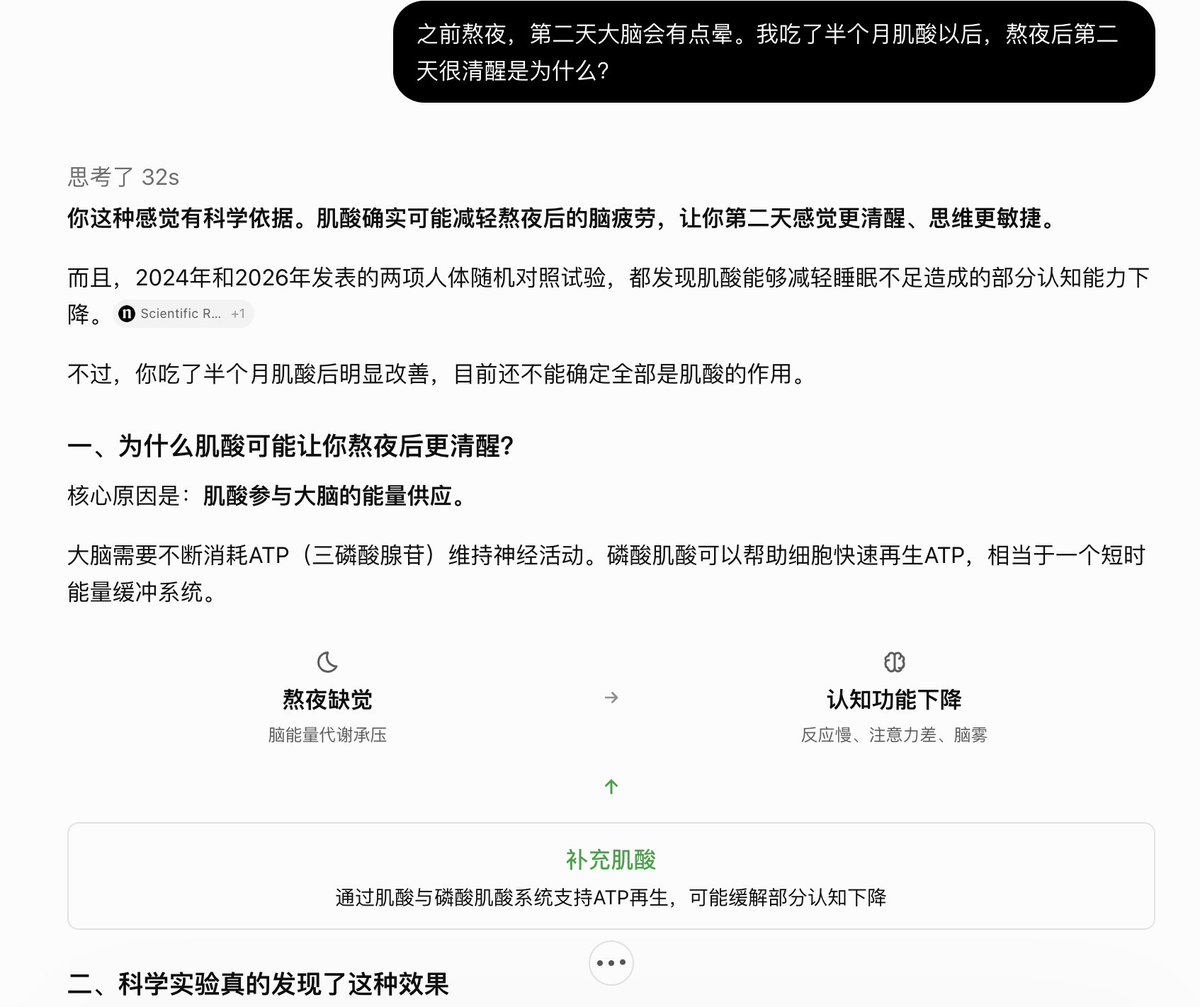 之前熬夜，第二天大脑会有点晕。我吃了半个月肌酸以后，熬夜后第二
天很清醒是为什么？
思考了 32s
你这种感觉有科学依据。肌酸确实可能减轻熬夜后的脑疲劳，让你第二天感觉更清醒、思维更敏捷。
而且，2024年和2026年发表的两项人体随机对照试验，都发现肌酸能够减轻睡眠不足造成的部分认知能力下
降。 n Scientific R... +1
不过，你吃了半个月肌酸后明显改善，目前还不能确定全部是肌酸的作用。
一、为什么肌酸可能让你熬夜后更清醒？
核心原因是：肌酸参与大脑的能量供应。
大脑需要不断消耗ATP（三磷酸腺苷）维持神经活动。磷酸肌酸可以帮助细胞快速再生ATP，相当于一个短时
能量缓冲系统。
熬夜缺觉 → 认知功能下降
脑能量代谢承压 反应慢、注意力差、脑雾
↑
补充肌酸
通过肌酸与磷酸肌酸系统支持ATP再生，可能缓解部分认知下降
二、科学实验真的发现了这种效果